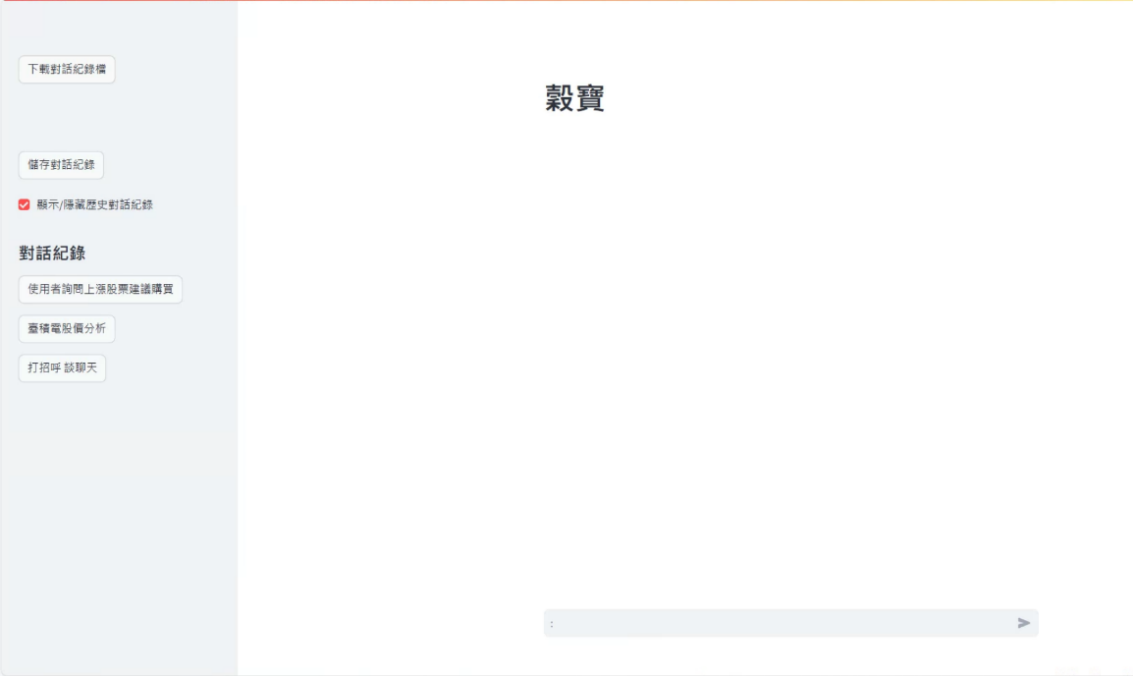 下載對話紀錄檔
穀寶
儲存對話紀錄
顯示/隱藏歷史對話紀錄
對話紀錄
使用者詢問上漲股票建議購買
臺積電股價分析
打招呼 談聊天
: